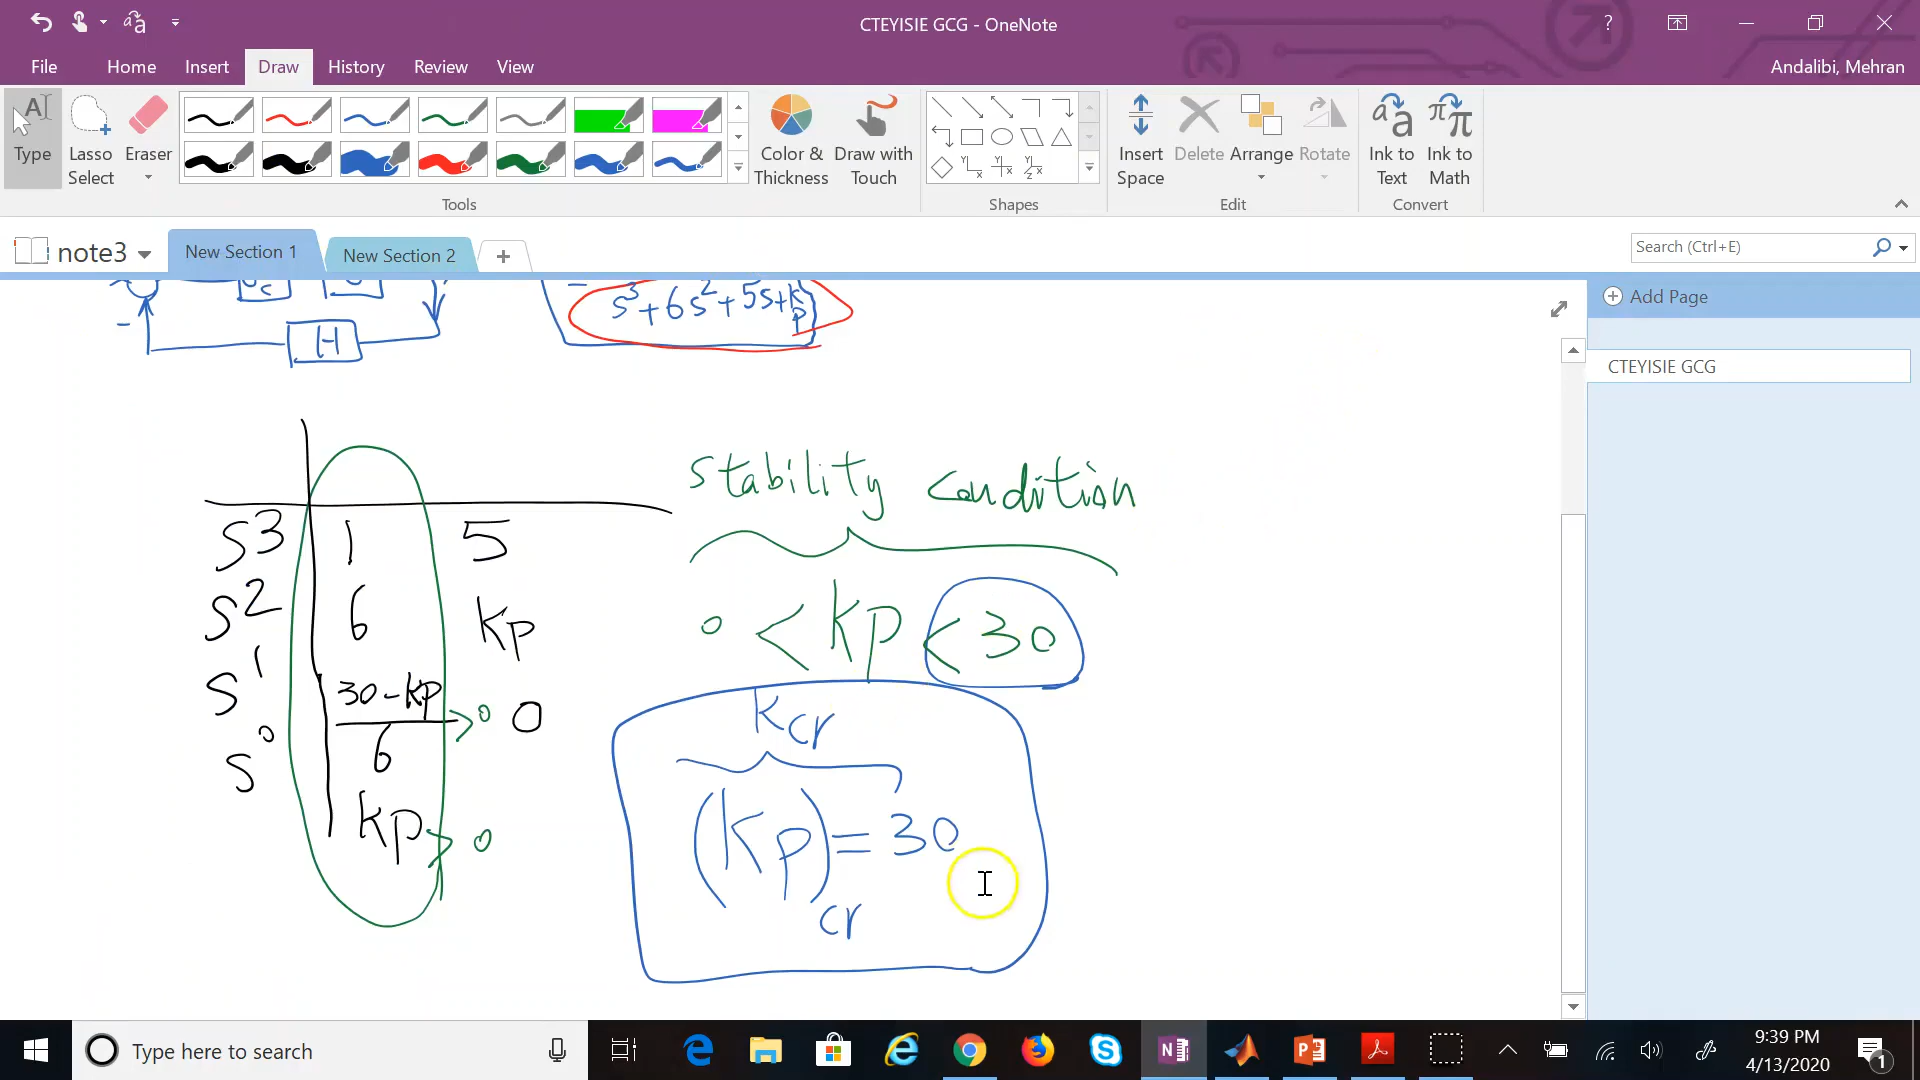 CTEYISIE GCG - OneNote
?
File Home Insert Draw History Review View
Andalibi, Mehran
Type
Lasso Select
Eraser
Color & Thickness
Draw with Touch
Insert Space
Delete
Arrange
Rotate
Ink to Text
Ink to Math
Tools
Shapes
Edit
Convert
note3
New Section 1
New Section 2
Search (Ctrl+E)
Add Page
CTEYISIE GCG
s³+6s²+5s+kp
-
H
stability condition
s3 1 5
s2 6 kp
0 < kp < 30
s1 30-kp / 6 >0 0
s0 kp > 0
kcr
(kp)cr = 30
Type here to search
9:39 PM
4/13/2020
1